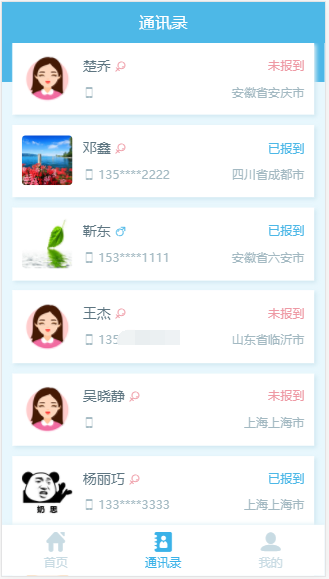 通讯录
楚乔 未报到
安徽省安庆市
邓鑫 已报到
135****2222 四川省成都市
靳东 已报到
153****1111 安徽省六安市
王杰 未报到
135 山东省临沂市
吴晓静 未报到
上海上海市
杨丽巧 已报到
133****3333 上海上海市
奶思
首页 通讯录 我的